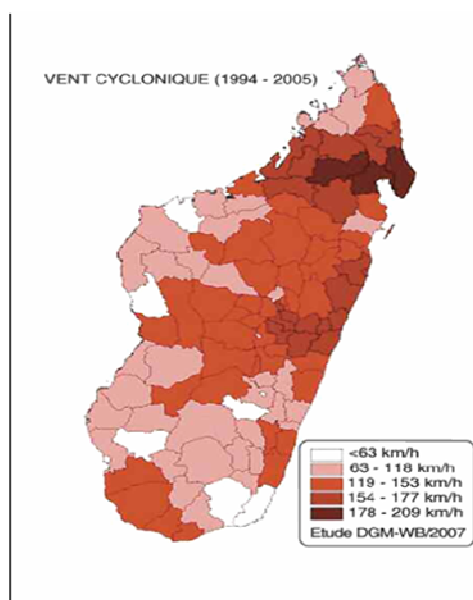 VENT CYCLONIQUE (1994 - 2005)
<63 km/h
63 - 118 km/h
119 - 153 km/h
154 - 177 km/h
178 - 209 km/h
Etude DGM-WB/2007